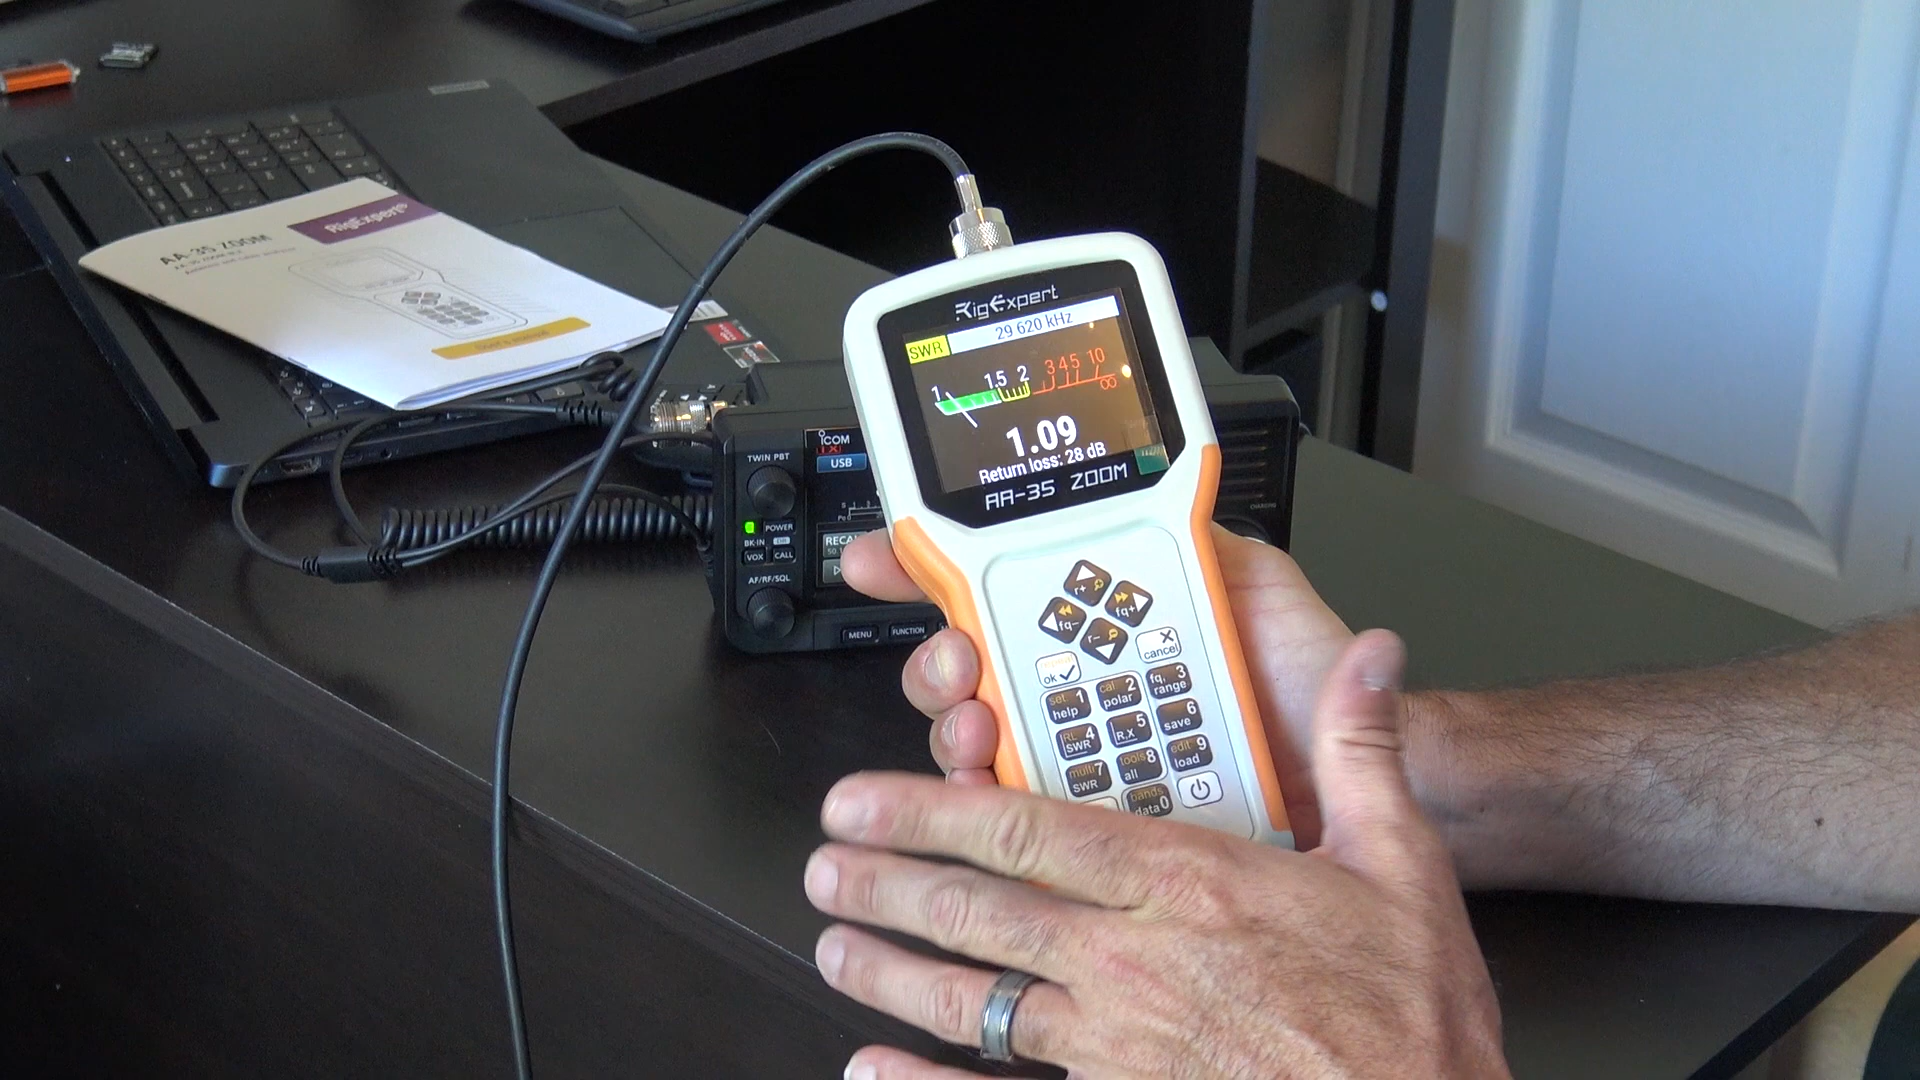 RigExpert
AA-35 ZOOM
RigExpert
29 620 kHz
SWR
1 1.5 2 3 4 5 10 ∞
1.09
Return loss: 28 dB
AA-35 ZOOM
ICOM
TX
USB
TWIN PBT
POWER
BK-IN
VOX
CALL
AF/RF/SQL
MENU
FUNCTION
r+
fq-
fq+
r-
cancel
ok
set 1
help
cal 2
polar
fq, 3
range
RL 4
SWR
5
R,X
6
save
multi 7
SWR
tools 8
all
edit 9
load
bands
data 0